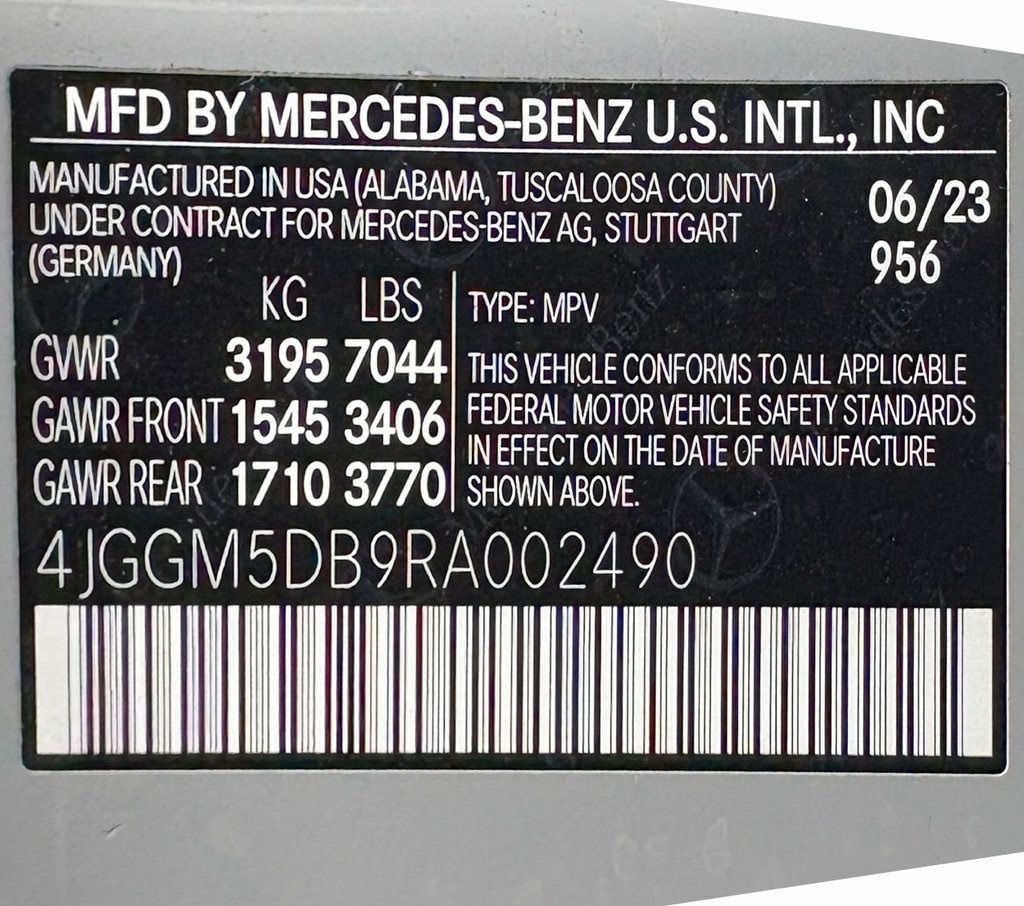 MFD BY MERCEDES-BENZ U.S. INTL., INC
MANUFACTURED IN USA (ALABAMA, TUSCALOOSA COUNTY)
UNDER CONTRACT FOR MERCEDES-BENZ AG, STUTTGART
(GERMANY)
06/23
956
KG LBS
GVWR 3195 7044
GAWR FRONT 1545 3406
GAWR REAR 1710 3770
TYPE: MPV
THIS VEHICLE CONFORMS TO ALL APPLICABLE
FEDERAL MOTOR VEHICLE SAFETY STANDARDS
IN EFFECT ON THE DATE OF MANUFACTURE
SHOWN ABOVE.
4JGGM5DB9RA002490